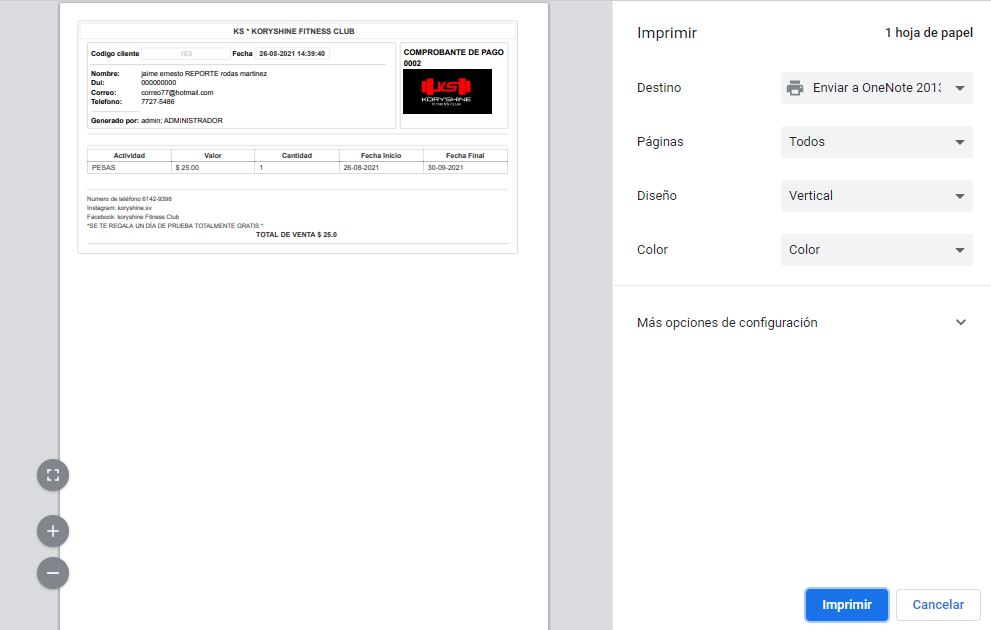 KS * KORYSHINE FITNESS CLUB
Codigo cliente 163 Fecha 26-08-2021 14:39:40
Nombre: jaime ernesto REPORTE rodas martinez
Dui: 000000000
Correo: correo77@hotmail.com
Telefono: 7727-5486
Generado por: admin; ADMINISTRADOR
COMPROBANTE DE PAGO
0002
KS
KORYSHINE
FITNESS CLUB
Actividad Valor Cantidad Fecha Inicio Fecha Final
PESAS $ 25.00 1 26-08-2021 30-09-2021
Numero de teléfono 6142-9396
Instagram: koryshine.sv
Facebook: koryshine Fitness Club
*SE TE REGALA UN DÍA DE PRUEBA TOTALMENTE GRATIS *
TOTAL DE VENTA $ 25.0
Imprimir 1 hoja de papel
Destino Enviar a OneNote 2013
Páginas Todos
Diseño Vertical
Color Color
Más opciones de configuración
Imprimir Cancelar